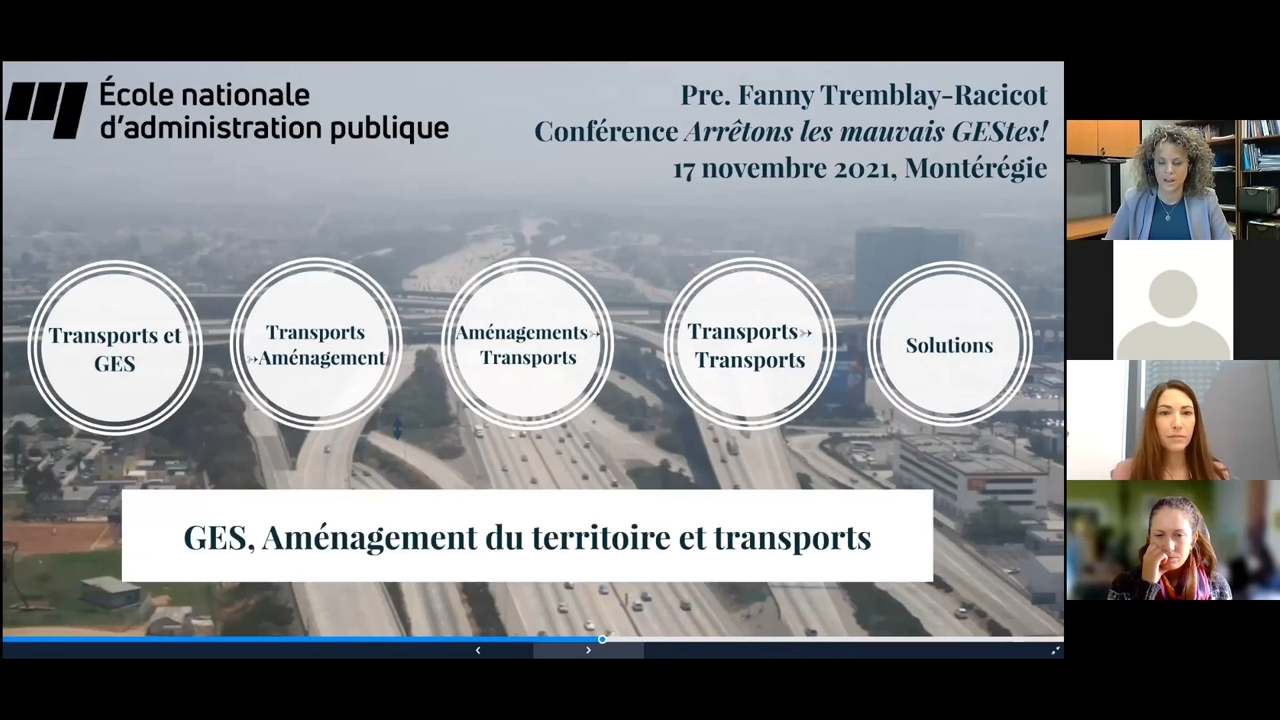 École nationale
d'administration publique
Pre. Fanny Tremblay-Racicot
Conférence Arrêtons les mauvais GEStes!
17 novembre 2021, Montérégie
Transports et
GES
Transports
➳Aménagement
Aménagements➳
Transports
Transports➳
Transports
Solutions
GES, Aménagement du territoire et transports